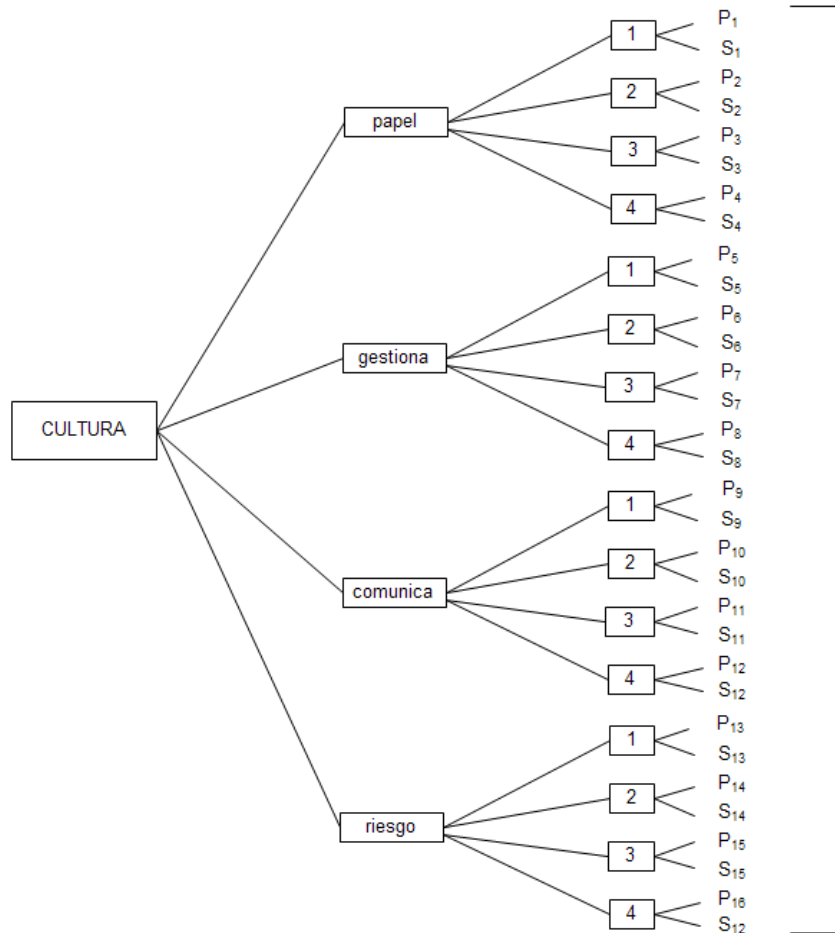 P₁
1
S₁
P₂
2
S₂
papel
P₃
3
S₃
P₄
4
S₄
P₅
1
S₅
P₆
2
S₆
gestiona
P₇
3
S₇
CULTURA
P₈
4
S₈
P₉
1
S₉
P₁₀
2
S₁₀
comunica
P₁₁
3
S₁₁
P₁₂
4
S₁₂
P₁₃
1
S₁₃
P₁₄
2
S₁₄
riesgo
P₁₅
3
S₁₅
P₁₆
4
S₁₂